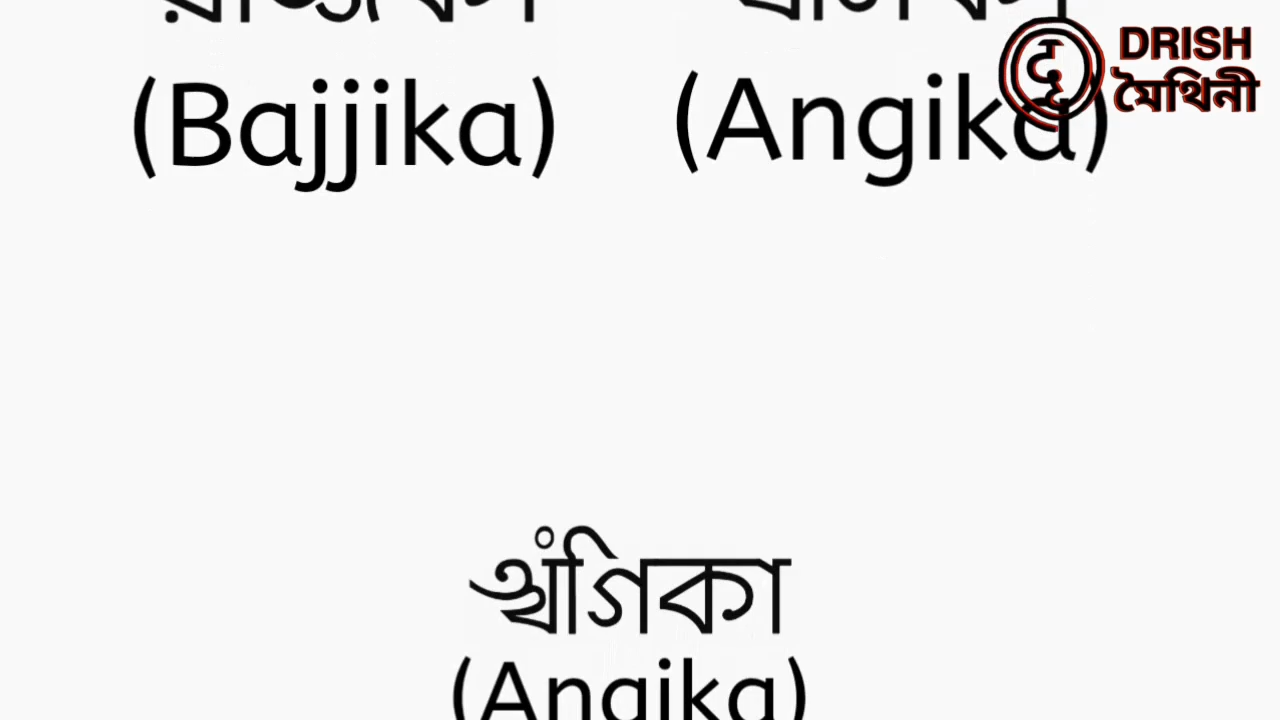 DRISH
𑒧𑒻𑒟𑒱𑒪𑒲
(Bajjika) (Angika)
𑒁𑓀𑒑𑒱𑒏𑒰
(Angika)